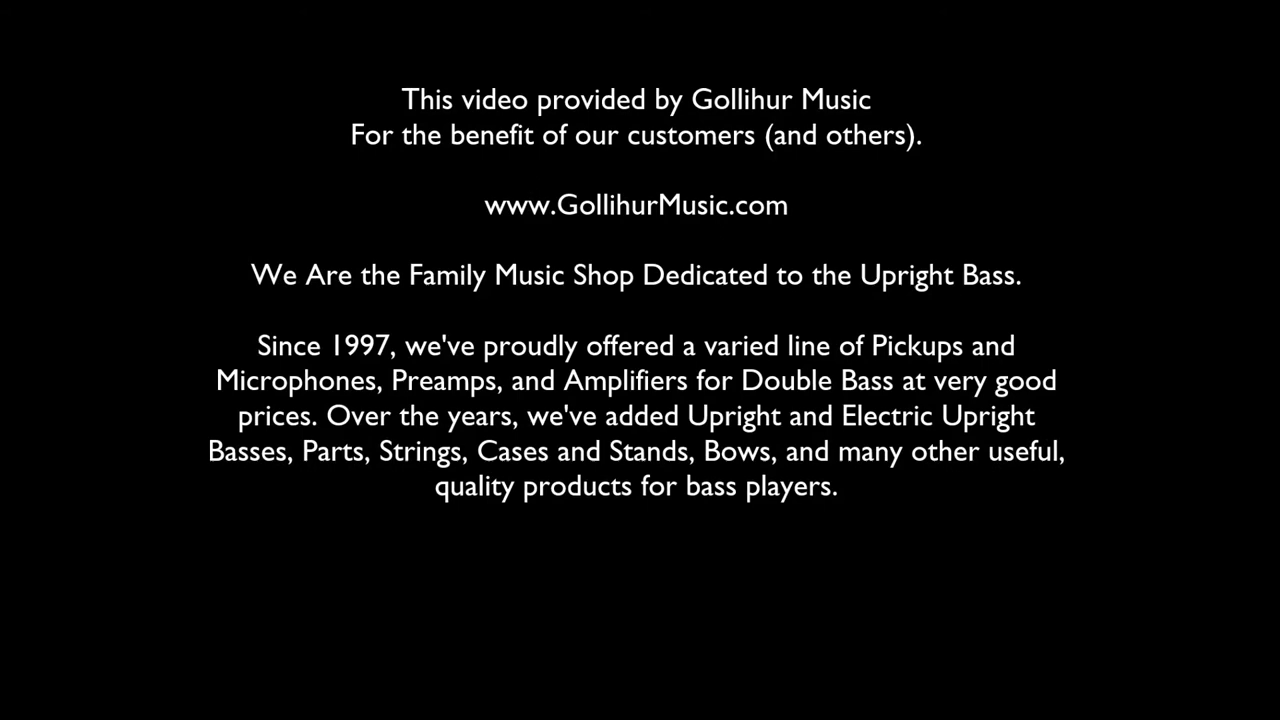 This video provided by Gollihur Music
For the benefit of our customers (and others).
www.GollihurMusic.com
We Are the Family Music Shop Dedicated to the Upright Bass.
Since 1997, we've proudly offered a varied line of Pickups and
Microphones, Preamps, and Amplifiers for Double Bass at very good
prices. Over the years, we've added Upright and Electric Upright
Basses, Parts, Strings, Cases and Stands, Bows, and many other useful,
quality products for bass players.